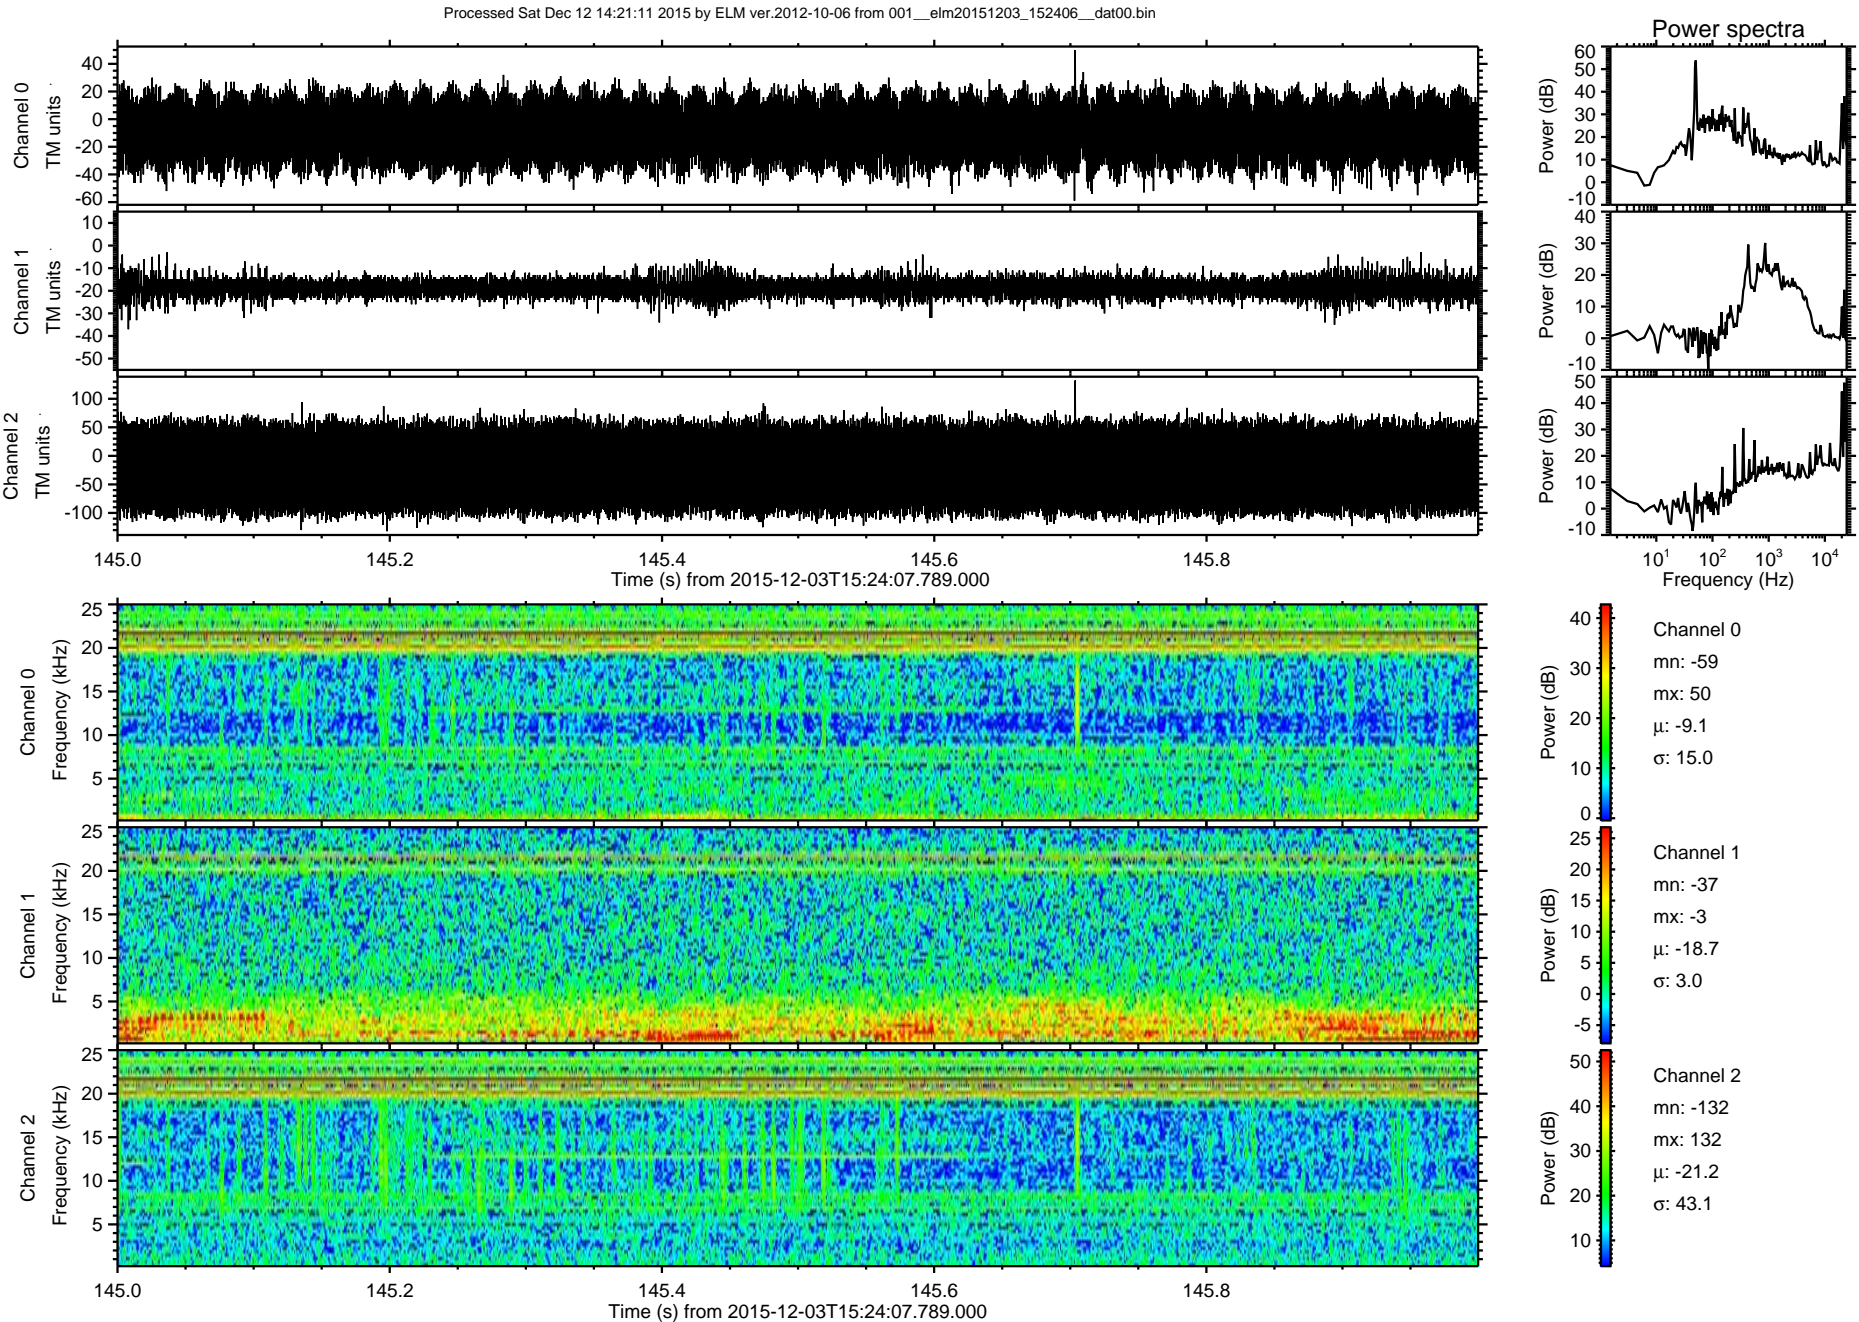 Processed Sat Dec 12 14:21:11 2015 by ELM ver.2012-10-06 from 001__elm20151203_152406__dat00.bin
Power spectra
Channel 0
TM units
40
20
0
-20
-40
-60
Power (dB)
60
50
40
30
20
10
0
-10
Channel 1
TM units
10
0
-10
-20
-30
-40
-50
Power (dB)
40
30
20
10
0
-10
Channel 2
TM units
100
50
0
-50
-100
Power (dB)
50
40
30
20
10
0
-10
145.0 145.2 145.4 145.6 145.8
Time (s) from 2015-12-03T15:24:07.789.000
10¹ 10² 10³ 10⁴
Frequency (Hz)
Channel 0
Frequency (kHz)
25
20
15
10
5
Power (dB)
40
30
20
10
0
Channel 0
mn: -59
mx: 50
μ: -9.1
σ: 15.0
Channel 1
Frequency (kHz)
25
20
15
10
5
Power (dB)
25
20
15
10
5
0
-5
Channel 1
mn: -37
mx: -3
μ: -18.7
σ: 3.0
Channel 2
Frequency (kHz)
25
20
15
10
5
Power (dB)
50
40
30
20
10
Channel 2
mn: -132
mx: 132
μ: -21.2
σ: 43.1
145.0 145.2 145.4 145.6 145.8
Time (s) from 2015-12-03T15:24:07.789.000